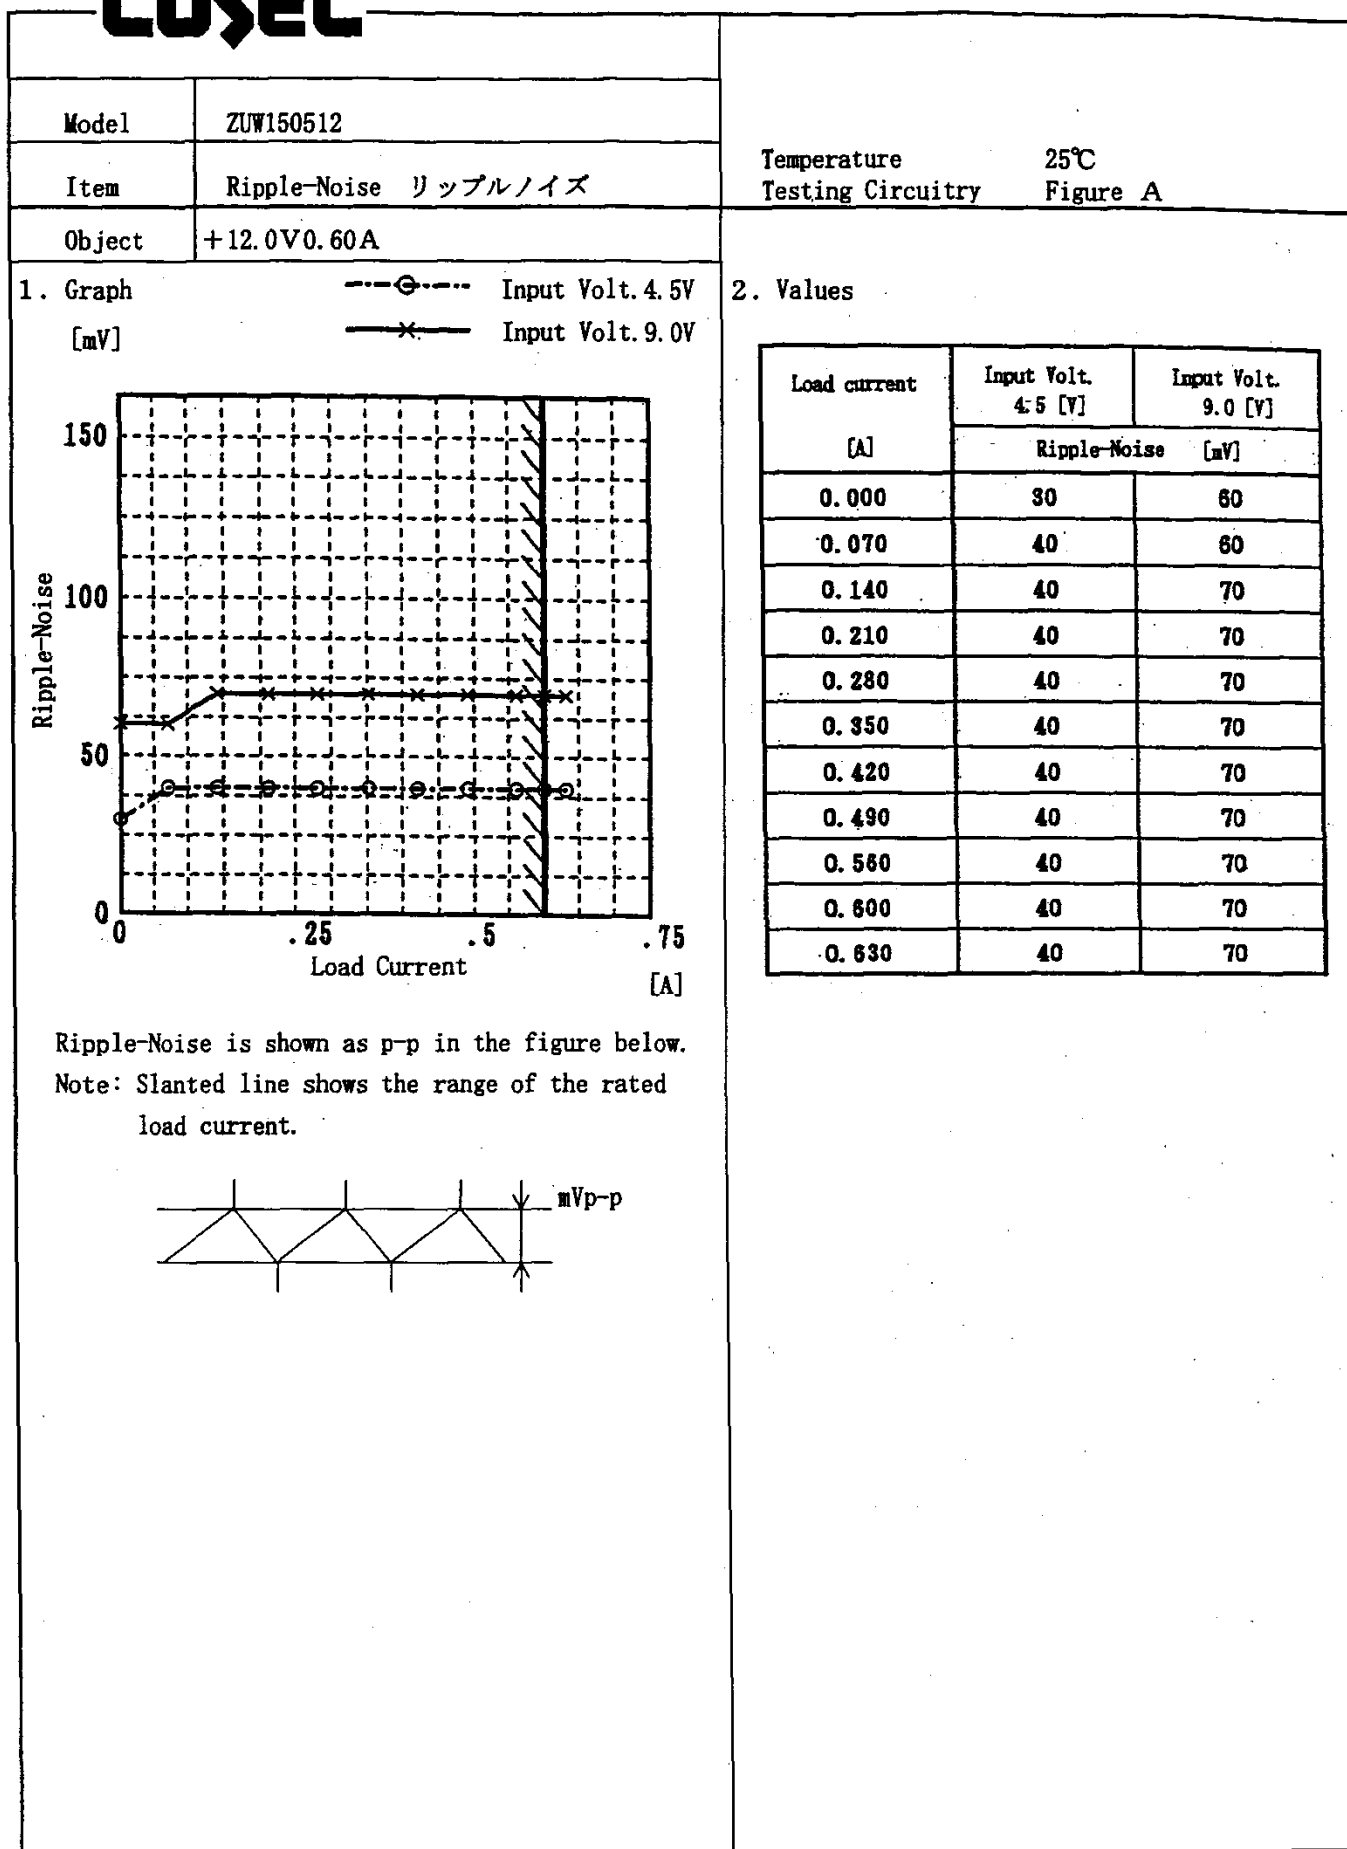 COSEL
Model ZUW150512
Item Ripple-Noise リップルノイズ
Object +12.0V0.60A
Temperature 25℃
Testing Circuitry Figure A
1. Graph
Input Volt. 4.5V
[mV]
Input Volt. 9.0V
150
100
50
0
Ripple-Noise
0 .25 .5 .75
Load Current
[A]
Ripple-Noise is shown as p-p in the figure below.
Note: Slanted line shows the range of the rated
load current.
mVp-p
2. Values
Load current Input Volt. Input Volt.
4.5 [V] 9.0 [V]
[A] Ripple-Noise [mV]
0.000 30 60
0.070 40 60
0.140 40 70
0.210 40 70
0.280 40 70
0.350 40 70
0.420 40 70
0.490 40 70
0.560 40 70
0.600 40 70
0.630 40 70